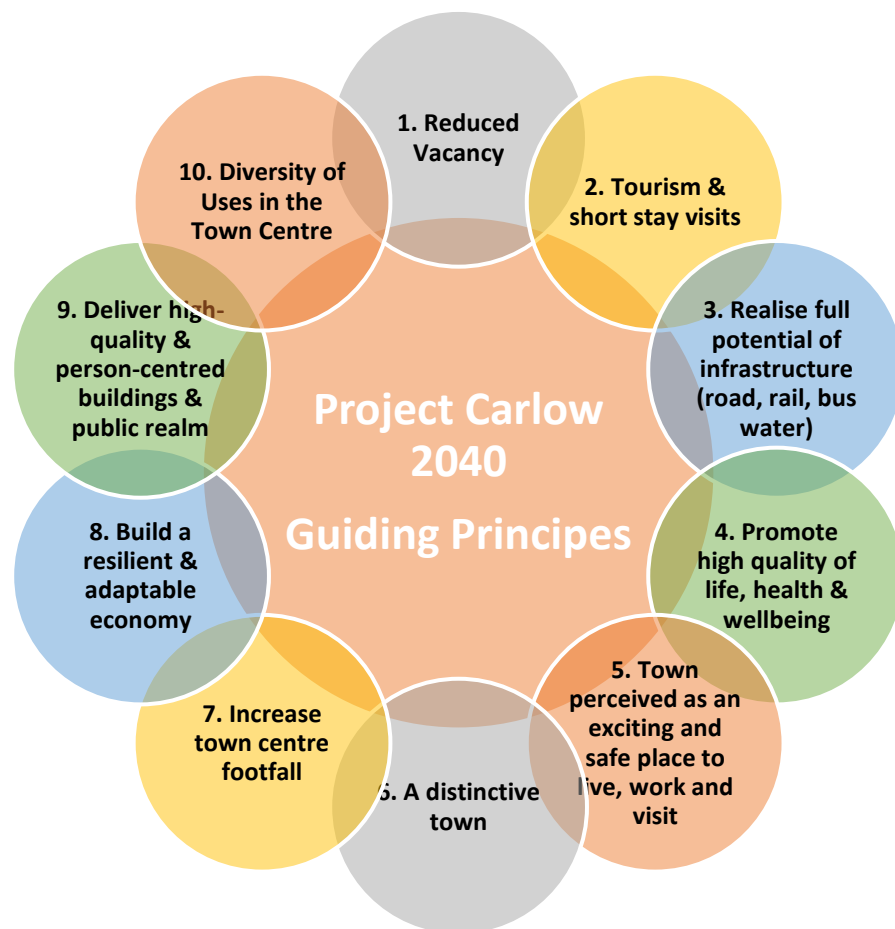 Project Carlow
2040
Guiding Principes
1. Reduced
Vacancy
2. Tourism &
short stay visits
3. Realise full
potential of
infrastructure
(road, rail, bus
water)
4. Promote
high quality of
life, health &
wellbeing
5. Town
perceived as an
exciting and
safe place to
live, work and
visit
6. A distinctive
town
7. Increase
town centre
footfall
8. Build a
resilient &
adaptable
economy
9. Deliver high-
quality &
person-centred
buildings &
public realm
10. Diversity of
Uses in the
Town Centre